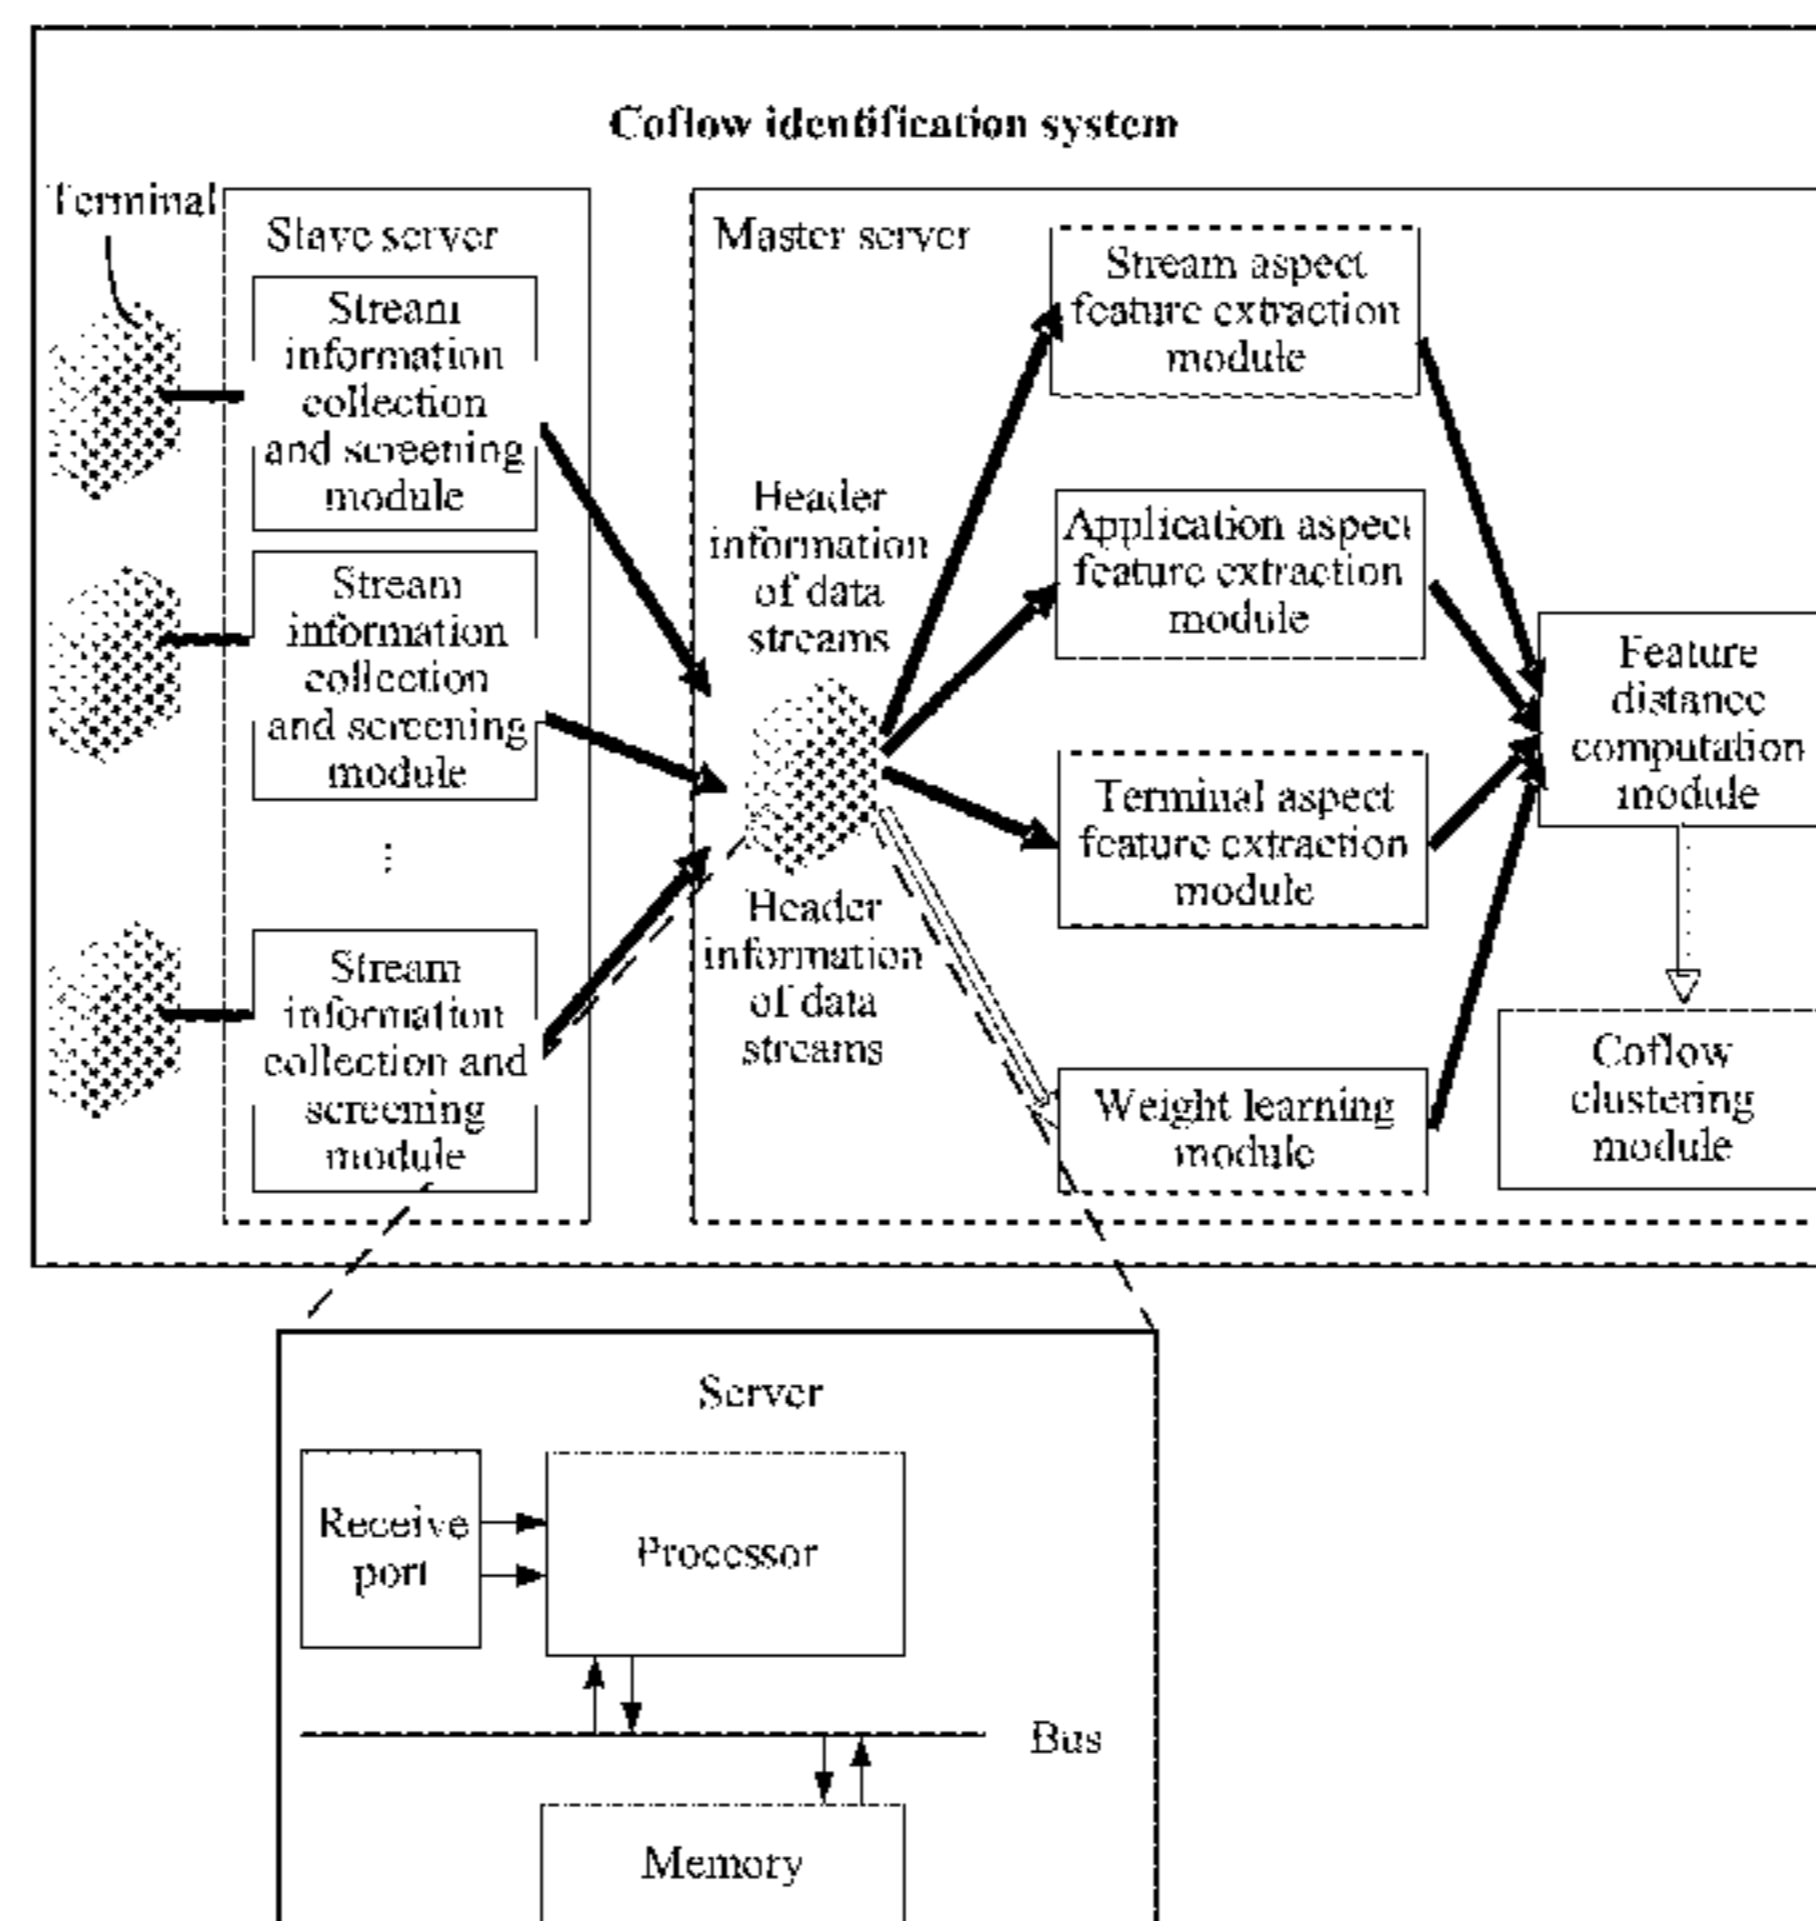 Coflow identification system
Terminal
Slave server
Stream
information
collection
and screening
module
Stream
information
collection
and screening
module
⋮
Stream
information
collection and
screening
module
Master server
Header
information
of data
streams
Header
information
of data
streams
Stream aspect
feature extraction
module
Application aspect
feature extraction
module
Terminal aspect
feature extraction
module
Weight learning
module
Feature
distance
computation
module
Coflow
clustering
module
Server
Receive
port
Processor
Bus
Memory